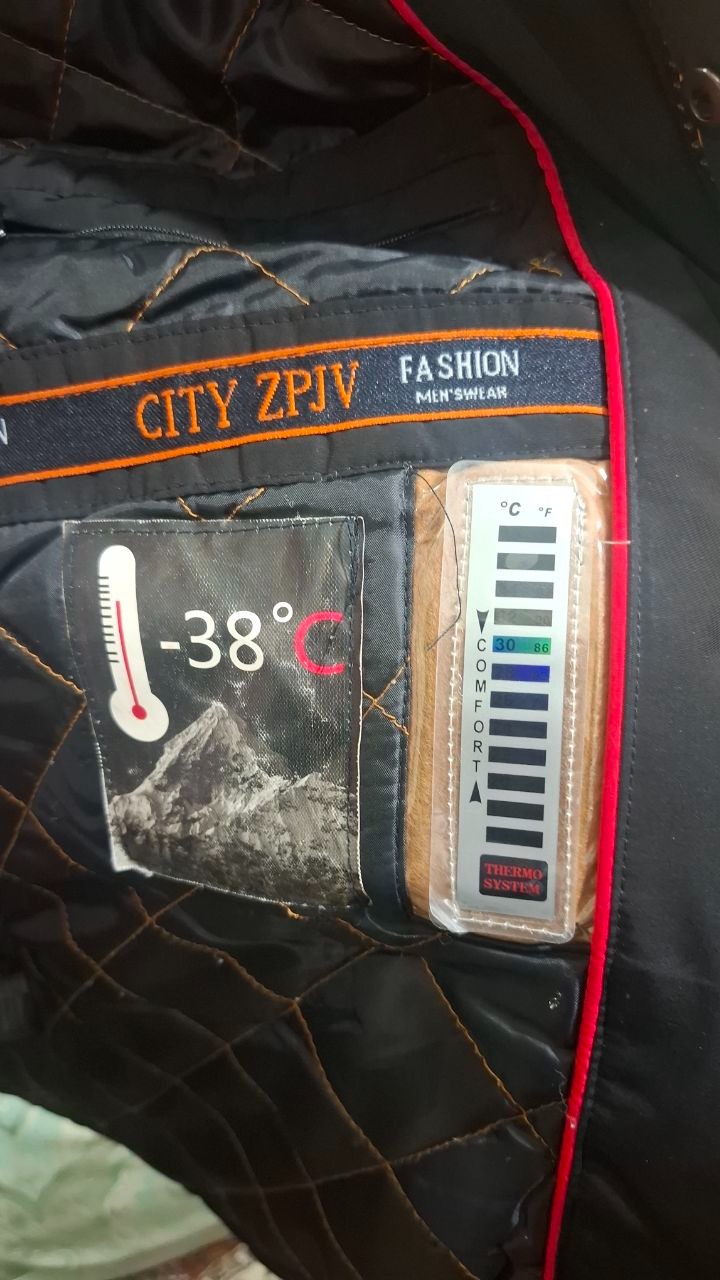 CITY ZPJV
FASHION
MEN'SWEAR
-38°C
°C °F
30 86
COMFORT
THERMO
SYSTEM